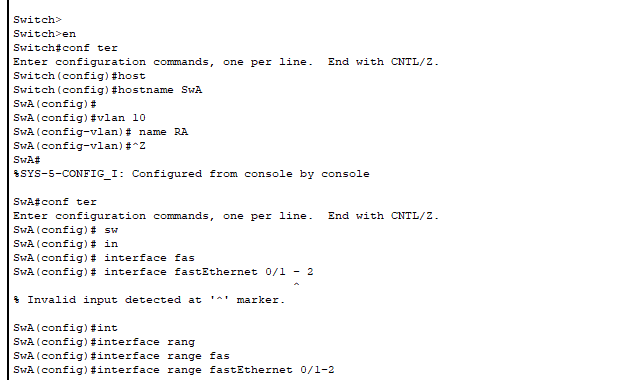 Switch>
Switch>en
Switch#conf ter
Enter configuration commands, one per line.  End with CNTL/Z.
Switch(config)#host
Switch(config)#hostname SwA
SwA(config)#
SwA(config)#vlan 10
SwA(config-vlan)# name RA
SwA(config-vlan)#^Z
SwA#
%SYS-5-CONFIG_I: Configured from console by console
SwA#conf ter
Enter configuration commands, one per line.  End with CNTL/Z.
SwA(config)# sw
SwA(config)# in
SwA(config)# interface fas
SwA(config)# interface fastEthernet 0/1 - 2
^
% Invalid input detected at '^' marker.
SwA(config)#int
SwA(config)#interface rang
SwA(config)#interface range fas
SwA(config)#interface range fastEthernet 0/1-2